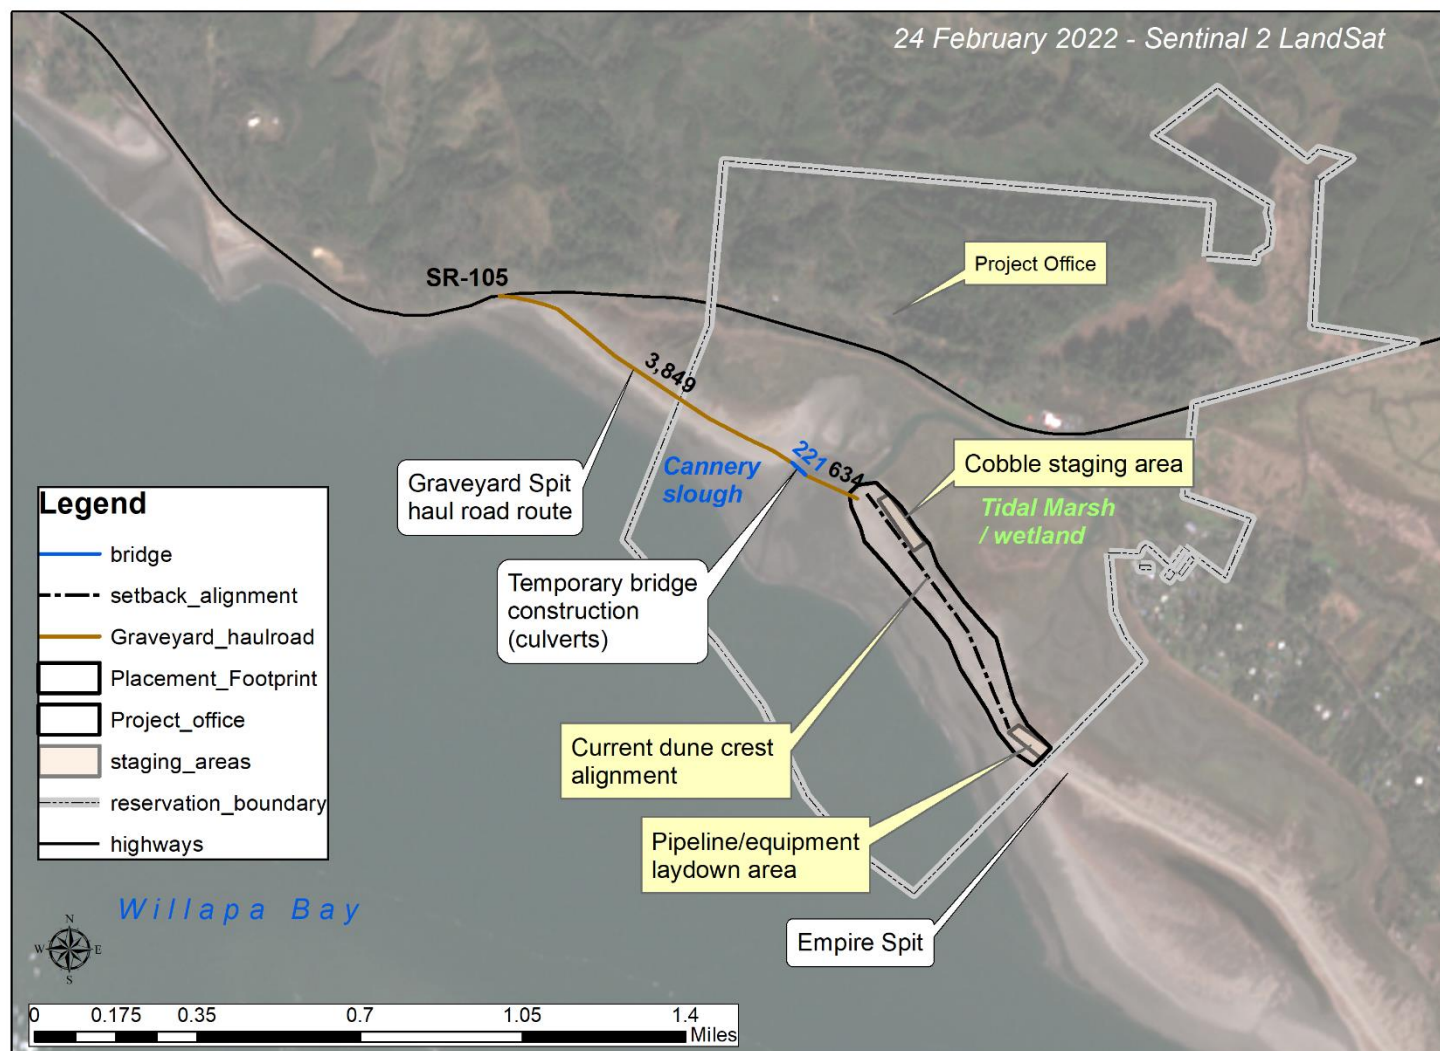 24 February 2022 - Sentinal 2 LandSat
Project Office
SR-105
3,849
221
634
Cobble staging area
Cannery
slough
Graveyard Spit
haul road route
Tidal Marsh
/ wetland
Temporary bridge
construction
(culverts)
Legend
bridge
setback_alignment
Graveyard_haulroad
Placement_Footprint
Project_office
staging_areas
reservation_boundary
highways
Current dune crest
alignment
Pipeline/equipment
laydown area
Empire Spit
Willapa Bay
N
W E
S
0 0.175 0.35 0.7 1.05 1.4
Miles